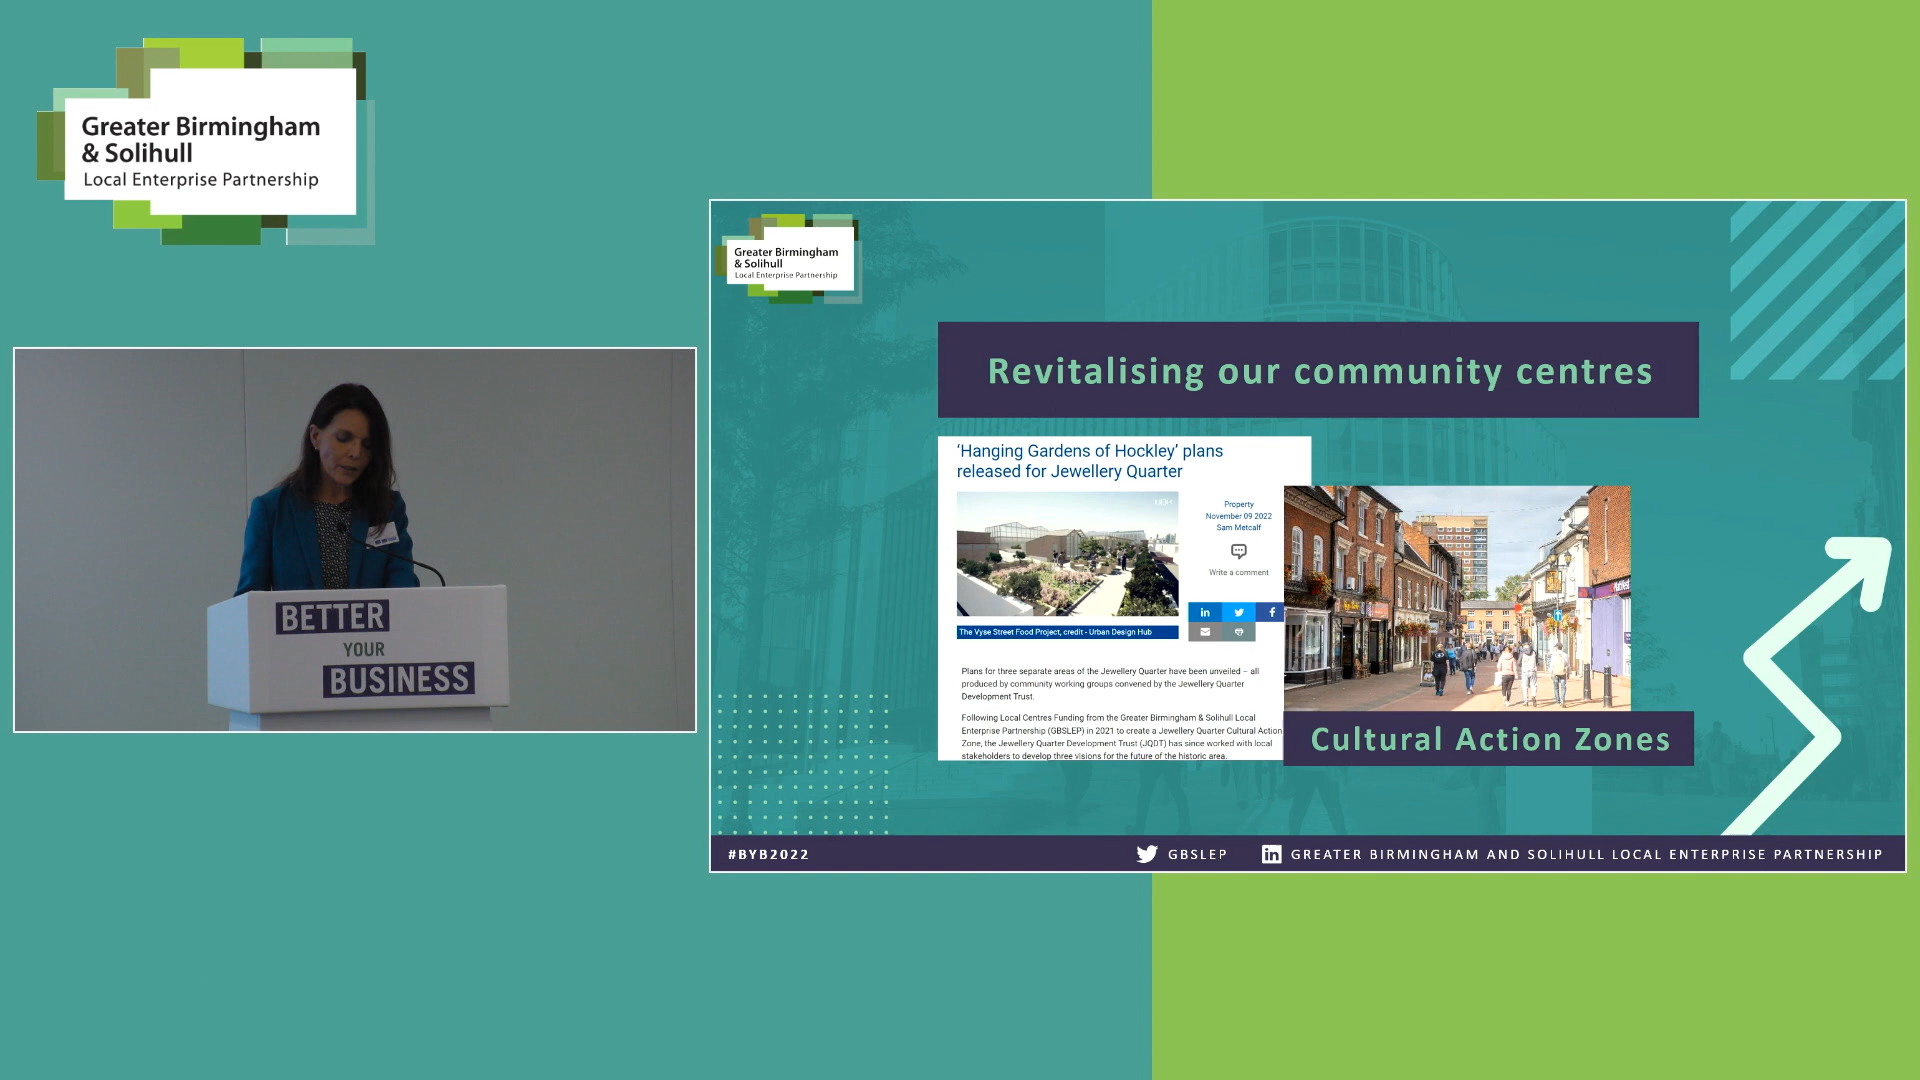 Greater Birmingham
& Solihull
Local Enterprise Partnership
BETTER
YOUR
BUSINESS
Greater Birmingham
& Solihull
Local Enterprise Partnership
Revitalising our community centres
‘Hanging Gardens of Hockley’ plans
released for Jewellery Quarter
Property
November 09 2022
Sam Metcalf
Write a comment
The Vyse Street Food Project, credit - Urban Design Hub
Plans for three separate areas of the Jewellery Quarter have been unveiled – all
produced by community working groups convened by the Jewellery Quarter
Development Trust.
Following Local Centres Funding from the Greater Birmingham & Solihull Local
Enterprise Partnership (GBSLEP) in 2021 to create a Jewellery Quarter Cultural Action
Zone, the Jewellery Quarter Development Trust (JQDT) has since worked with local
stakeholders to develop three visions for the future of the historic area.
Cultural Action Zones
#BYB2022
GBSLEP
in GREATER BIRMINGHAM AND SOLIHULL LOCAL ENTERPRISE PARTNERSHIP